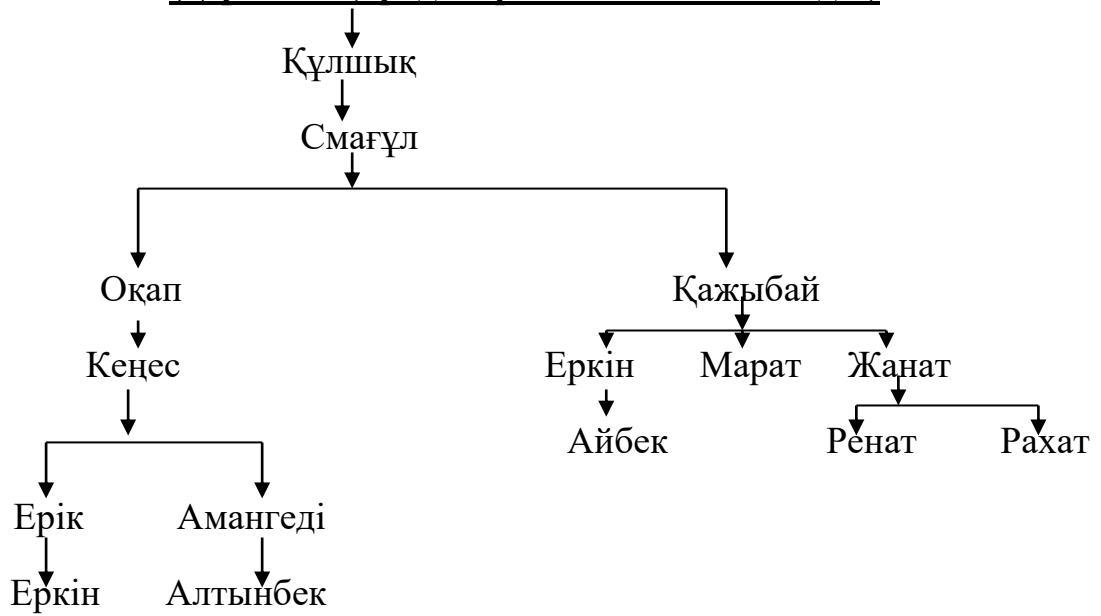 Құлшық
Смағұл
Оқап Қажыбай
Кеңес Еркін Марат Жанат
Айбек Ренат Рахат
Ерік Амангеді
Еркін Алтынбек